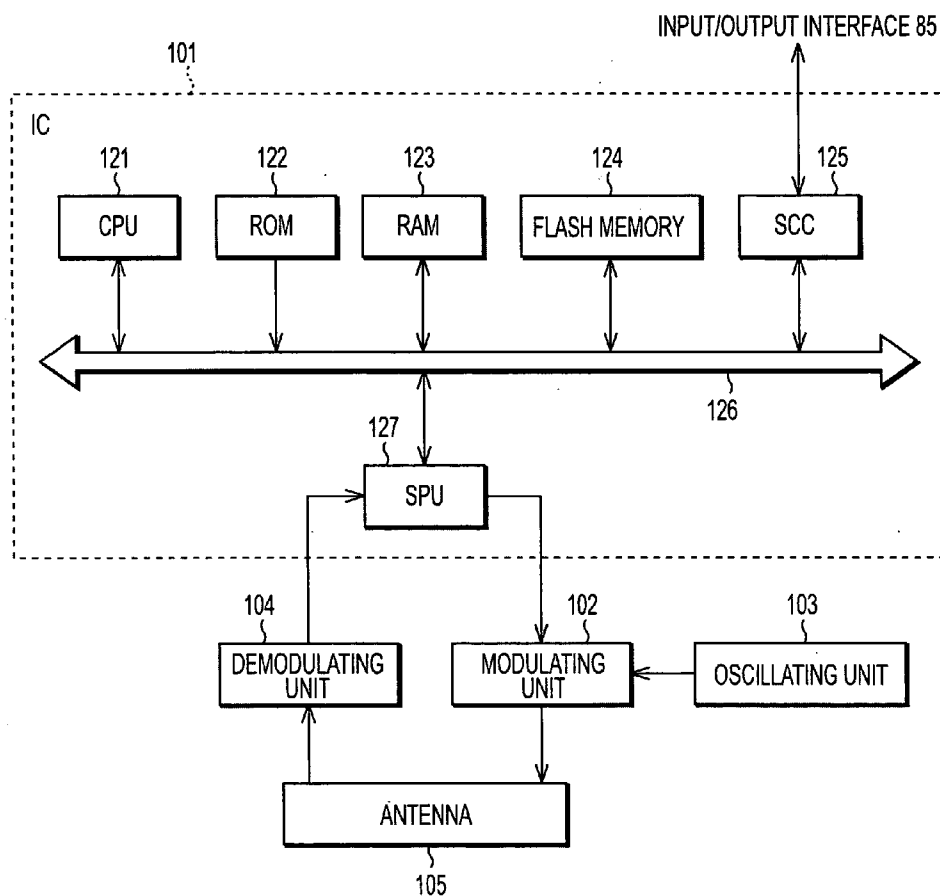 INPUT/OUTPUT INTERFACE 85
101
IC
121
122
123
124
125
CPU
ROM
RAM
FLASH MEMORY
SCC
126
127
SPU
104
102
103
DEMODULATING
UNIT
MODULATING
UNIT
OSCILLATING UNIT
ANTENNA
105